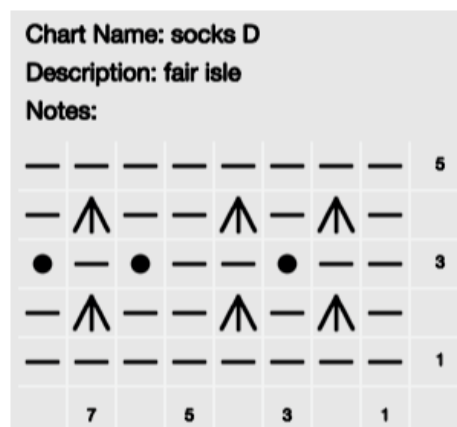 Chart Name: socks D
Description: fair isle
Notes:
5
3
1
7 5 3 1